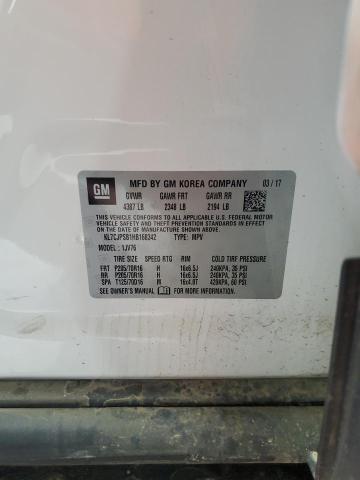 GM
MFD BY GM KOREA COMPANY 03/17
GVWR GAWR FRT GAWR RR
4387 LB 2348 LB 2194 LB
THIS VEHICLE CONFORMS TO ALL APPLICABLE U.S. FEDERAL MOTOR
VEHICLE SAFETY AND THEFT PREVENTION STANDARDS IN
EFFECT ON THE DATE OF MANUFACTURE SHOWN ABOVE.
KL7CJPSB1HB168342 TYPE: MPV
MODEL: 1JV76
TIRE SIZE SPEED RTG RIM COLD TIRE PRESSURE
FRT P205/70R16 H 16x6.5J 240KPA, 35 PSI
RR P205/70R16 H 16x6.5J 240KPA, 35 PSI
SPA T125/70D16 M 16x4.0T 420KPA, 60 PSI
SEE OWNER'S MANUAL FOR MORE INFORMATION